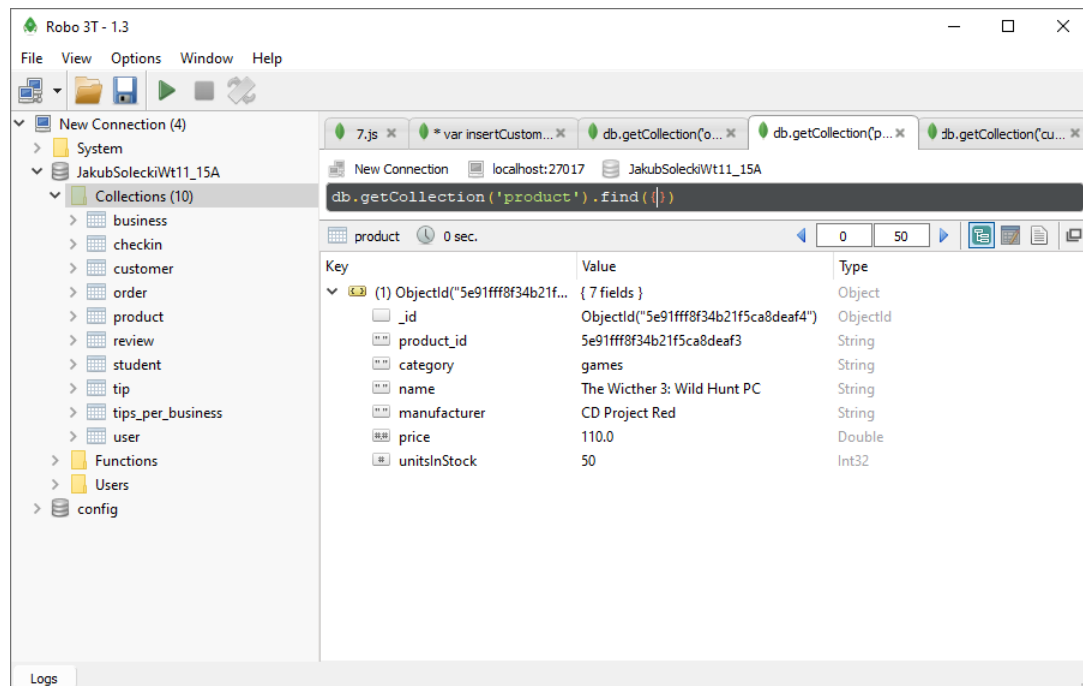 Robo 3T - 1.3
File View Options Window Help
New Connection (4)
System
JakubSoleckiWt11_15A
Collections (10)
business
checkin
customer
order
product
review
student
tip
tips_per_business
user
Functions
Users
config
7.js
* var insertCustom...
db.getCollection('o...
db.getCollection('p...
db.getCollection('cu...
New Connection localhost:27017 JakubSoleckiWt11_15A
db.getCollection('product').find({})
product 0 sec. 0 50
Key Value Type
(1) ObjectId("5e91fff8f34b21f... { 7 fields } Object
_id ObjectId("5e91fff8f34b21f5ca8deaf4") ObjectId
product_id 5e91fff8f34b21f5ca8deaf3 String
category games String
name The Wicther 3: Wild Hunt PC String
manufacturer CD Project Red String
price 110.0 Double
unitsInStock 50 Int32
Logs